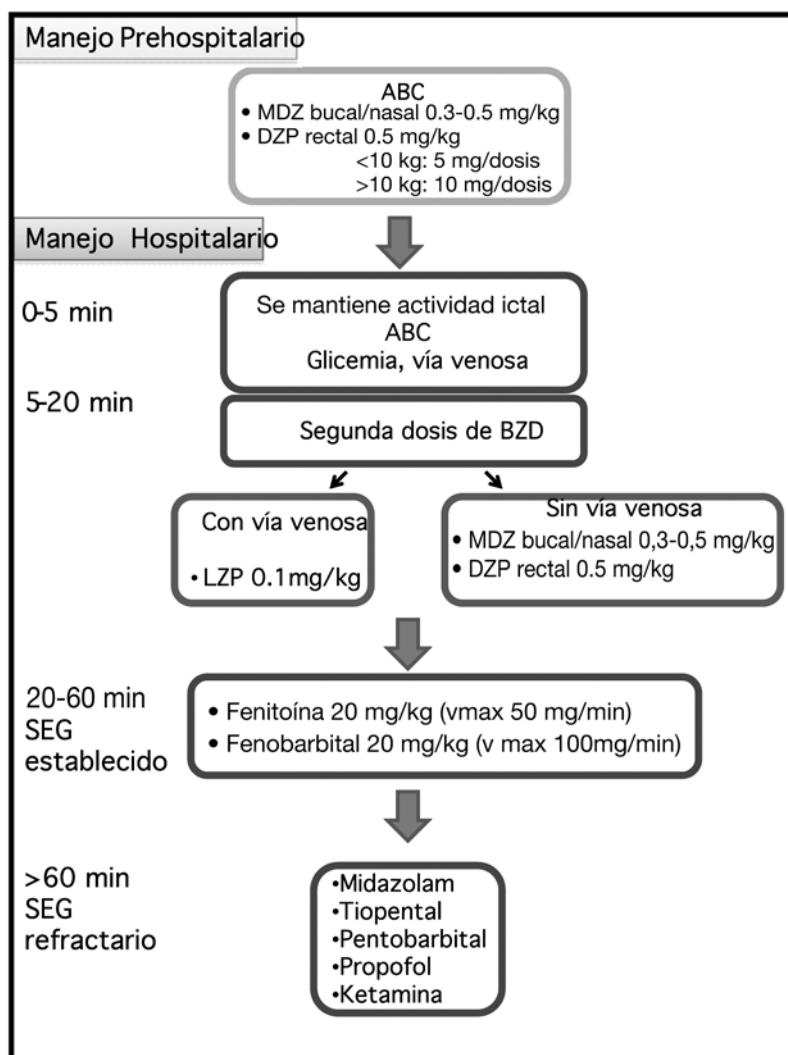 Manejo Prehospitalario
ABC
• MDZ bucal/nasal 0.3-0.5 mg/kg
• DZP rectal 0.5 mg/kg
<10 kg: 5 mg/dosis
>10 kg: 10 mg/dosis
Manejo Hospitalario
0-5 min
Se mantiene actividad ictal
ABC
Glicemia, vía venosa
5-20 min
Segunda dosis de BZD
Con vía venosa
• LZP 0.1mg/kg
Sin vía venosa
• MDZ bucal/nasal 0,3-0,5 mg/kg
• DZP rectal 0.5 mg/kg
20-60 min
SEG
establecido
• Fenitoína 20 mg/kg (vmax 50 mg/min)
• Fenobarbital 20 mg/kg (v max 100mg/min)
>60 min
SEG
refractario
•Midazolam
•Tiopental
•Pentobarbital
•Propofol
•Ketamina